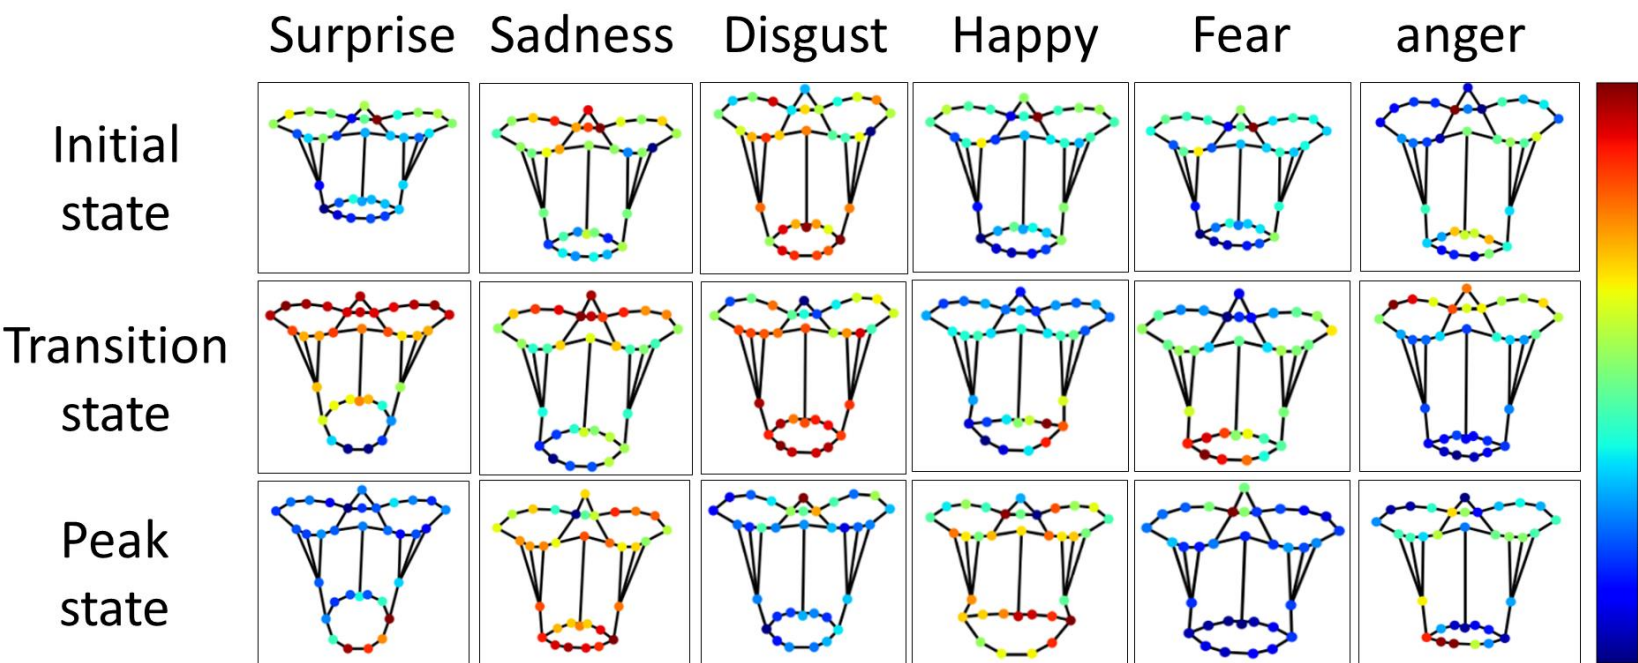 Surprise Sadness Disgust Happy Fear anger
Initial
state
Transition
state
Peak
state